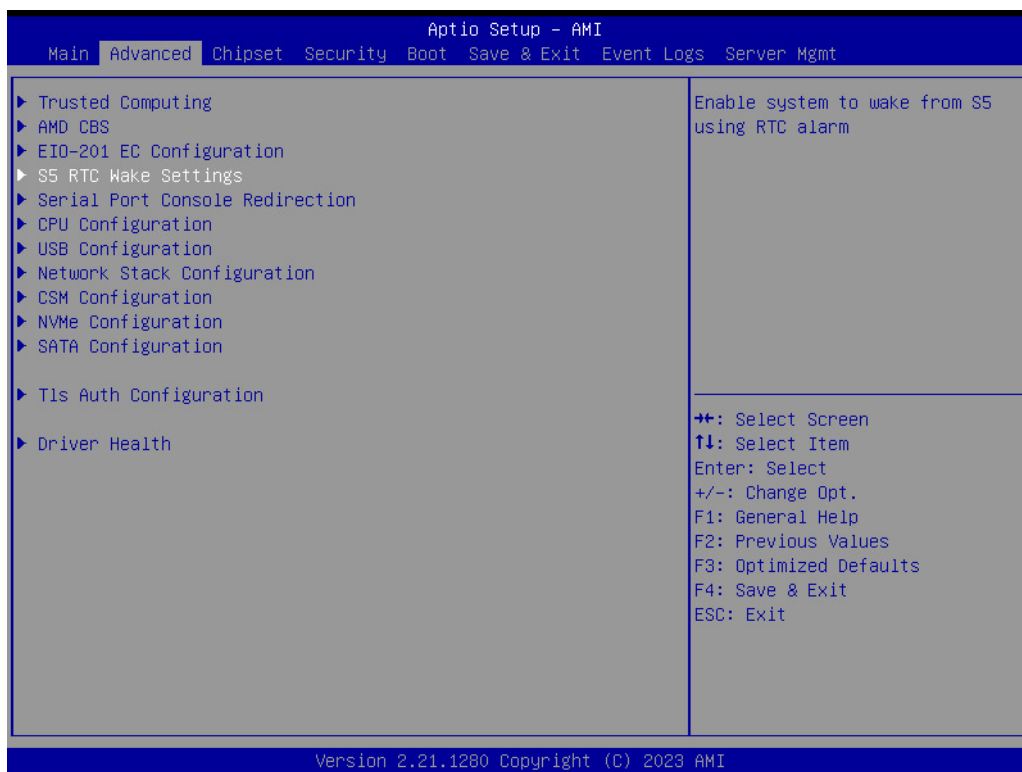 Aptio Setup - AMI
Main Advanced Chipset Security Boot Save & Exit Event Logs Server Mgmt
Trusted Computing
AMD CBS
EIO-201 EC Configuration
S5 RTC Wake Settings
Serial Port Console Redirection
CPU Configuration
USB Configuration
Network Stack Configuration
CSM Configuration
NVMe Configuration
SATA Configuration
Tls Auth Configuration
Driver Health
Enable system to wake from S5
using RTC alarm
→←: Select Screen
↑↓: Select Item
Enter: Select
+/-: Change Opt.
F1: General Help
F2: Previous Values
F3: Optimized Defaults
F4: Save & Exit
ESC: Exit
Version 2.21.1280 Copyright (C) 2023 AMI